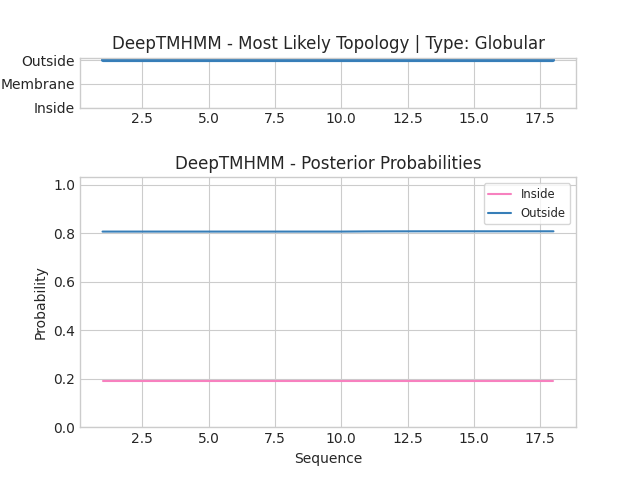 DeepTMHMM - Most Likely Topology | Type: Globular
Outside
Membrane
Inside
2.5 5.0 7.5 10.0 12.5 15.0 17.5
DeepTMHMM - Posterior Probabilities
1.0
0.8
0.6
0.4
0.2
0.0
Probability
Inside
Outside
2.5 5.0 7.5 10.0 12.5 15.0 17.5
Sequence